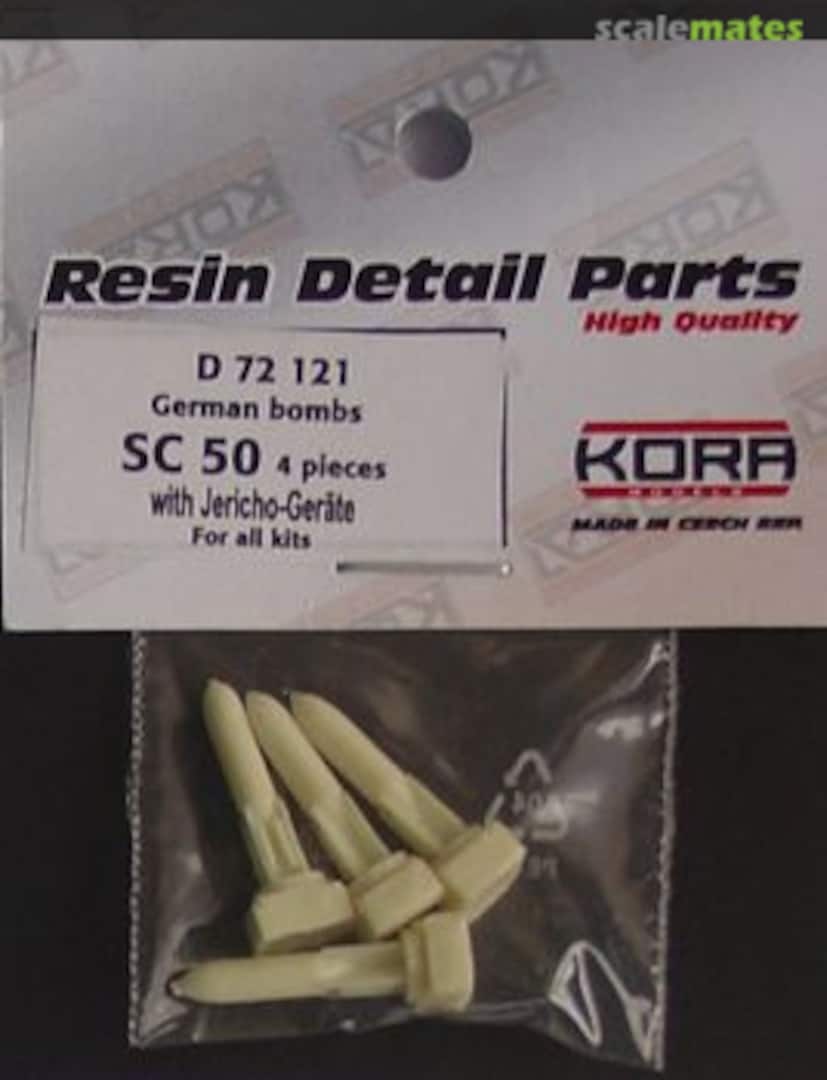 scalemates
Resin Detail Parts
High Quality
D 72 121
German bombs
SC 50 4 pieces
with Jericho-Geräte
For all kits
KORA
MODELS
MADE IN CZECH REP.